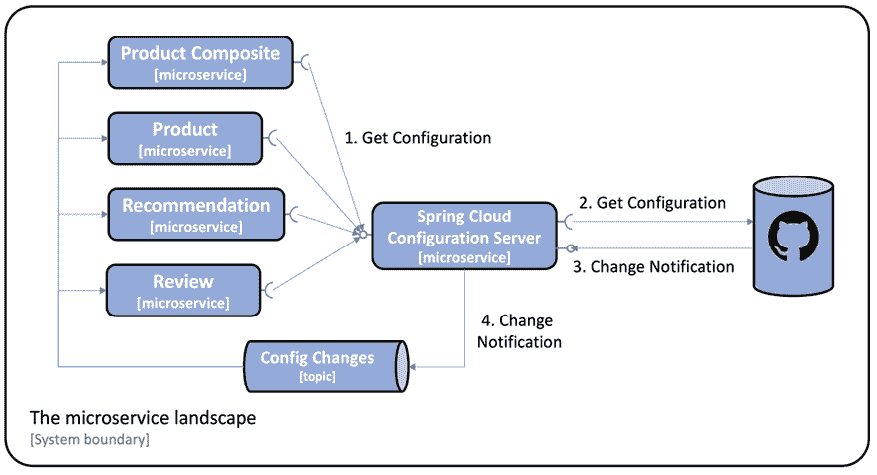 Product Composite
[microservice]
Product
[microservice]
1. Get Configuration
Recommendation
[microservice]
2. Get Configuration
Spring Cloud
Configuration Server
[microservice]
3. Change Notification
Review
[microservice]
4. Change
Notification
Config Changes
[topic]
The microservice landscape
[System boundary]